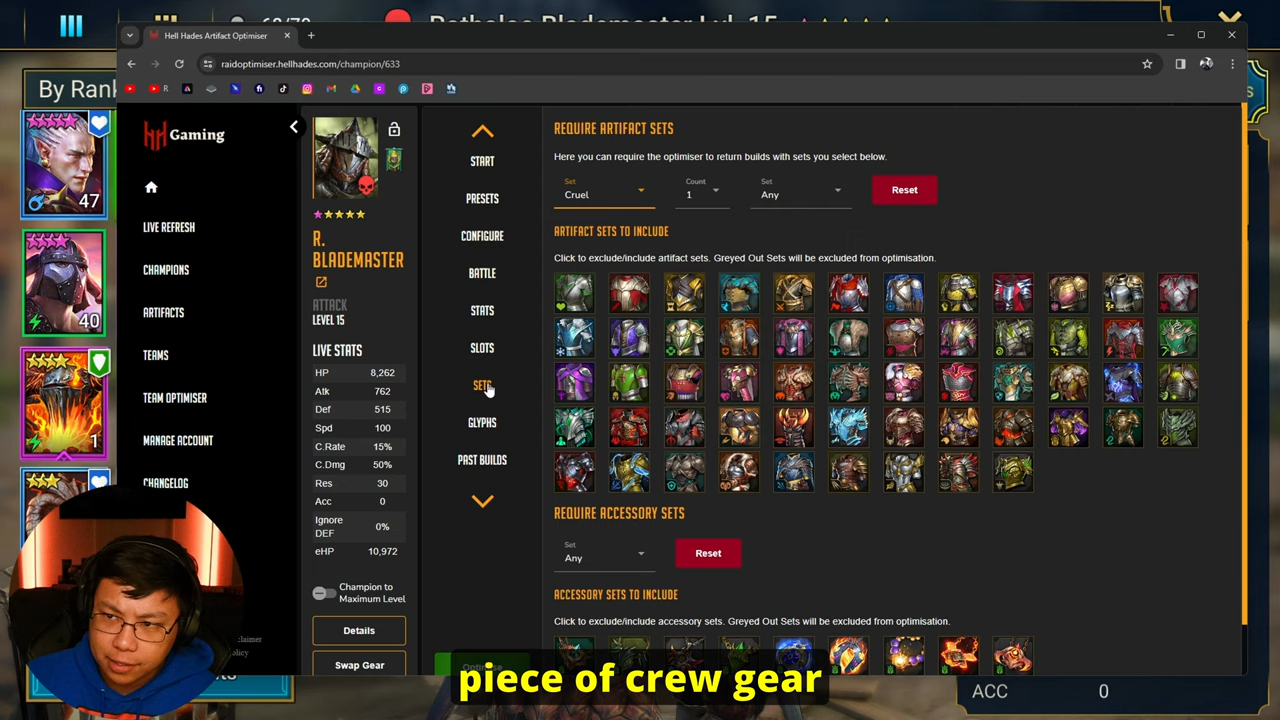 Rathalos Blademaster Lvl. 15
Hell Hades Artifact Optimiser
raidoptimiser.hellhades.com/champion/633
R
By Rank
47
40
1
HH Gaming
LIVE REFRESH
CHAMPIONS
ARTIFACTS
TEAMS
TEAM OPTIMISER
MANAGE ACCOUNT
CHANGELOG
R.
BLADEMASTER
ATTACK
LEVEL 15
LIVE STATS
HP 8,262
Atk 762
Def 515
Spd 100
C.Rate 15%
C.Dmg 50%
Res 30
Acc 0
Ignore
DEF 0%
eHP 10,972
Champion to
Maximum Level
Details
Swap Gear
START
PRESETS
CONFIGURE
BATTLE
STATS
SLOTS
SETS
GLYPHS
PAST BUILDS
REQUIRE ARTIFACT SETS
Here you can require the optimiser to return builds with sets you select below.
Set
Cruel
Count
1
Set
Any
Reset
ARTIFACT SETS TO INCLUDE
Click to exclude/include artifact sets. Greyed Out Sets will be excluded from optimisation.
REQUIRE ACCESSORY SETS
Set
Any
Reset
ACCESSORY SETS TO INCLUDE
Click to exclude/include accessory sets. Greyed Out Sets will be excluded from optimisation.
piece of crew gear
ACC 0